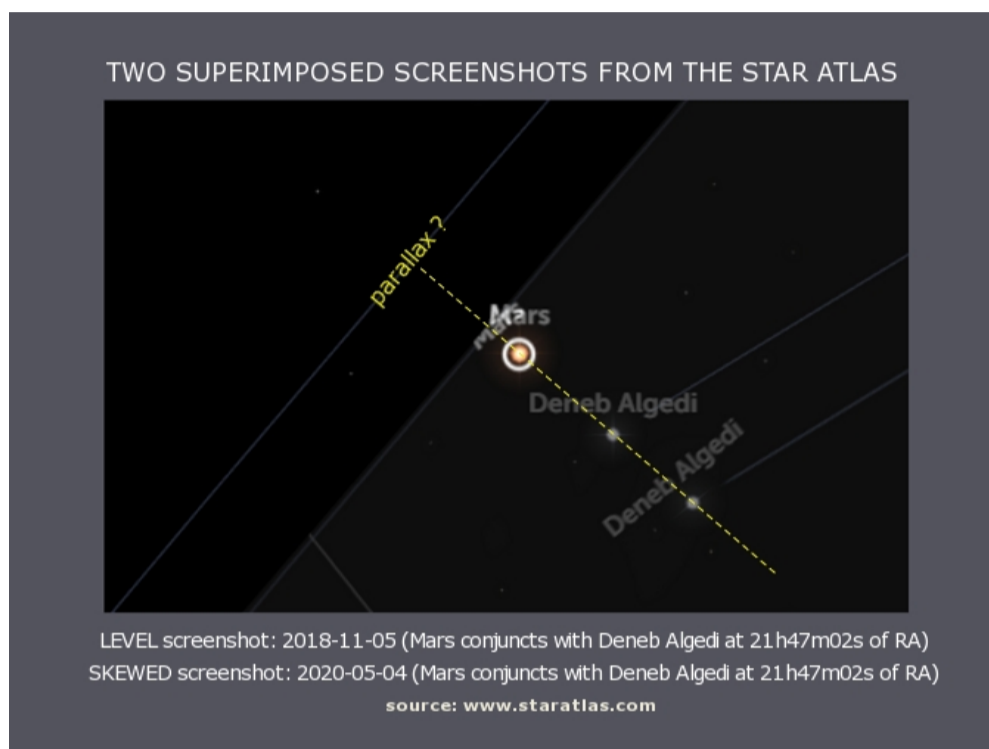 TWO SUPERIMPOSED SCREENSHOTS FROM THE STAR ATLAS
parallax ?
Mars
Mars
Deneb Algedi
Deneb Algedi
LEVEL screenshot: 2018-11-05 (Mars conjuncts with Deneb Algedi at 21h47m02s of RA)
SKEWED screenshot: 2020-05-04 (Mars conjuncts with Deneb Algedi at 21h47m02s of RA)
source: www.staratlas.com